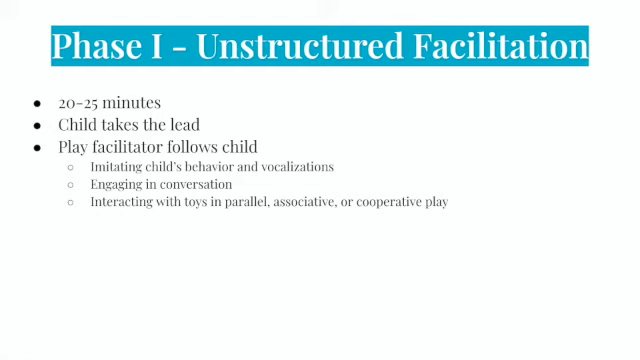 Phase I - Unstructured Facilitation
● 20-25 minutes
● Child takes the lead
● Play facilitator follows child
○ Imitating child's behavior and vocalizations
○ Engaging in conversation
○ Interacting with toys in parallel, associative, or cooperative play